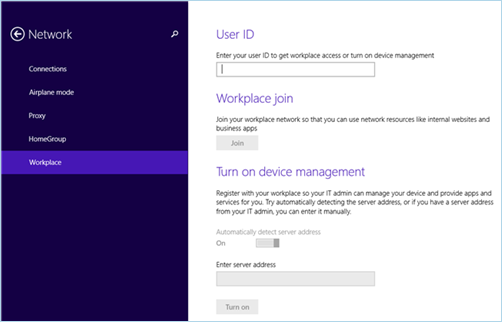 Network
Connections
Airplane mode
Proxy
HomeGroup
Workplace
User ID
Enter your user ID to get workplace access or turn on device management
Workplace join
Join your workplace network so that you can use network resources like internal websites and
business apps
Join
Turn on device management
Register with your workplace so your IT admin can manage your device and provide apps and
services for you. Try automatically detecting the server address, or if you have a server address
from your IT admin, you can enter it manually.
Automatically detect server address
On
Enter server address
Turn on